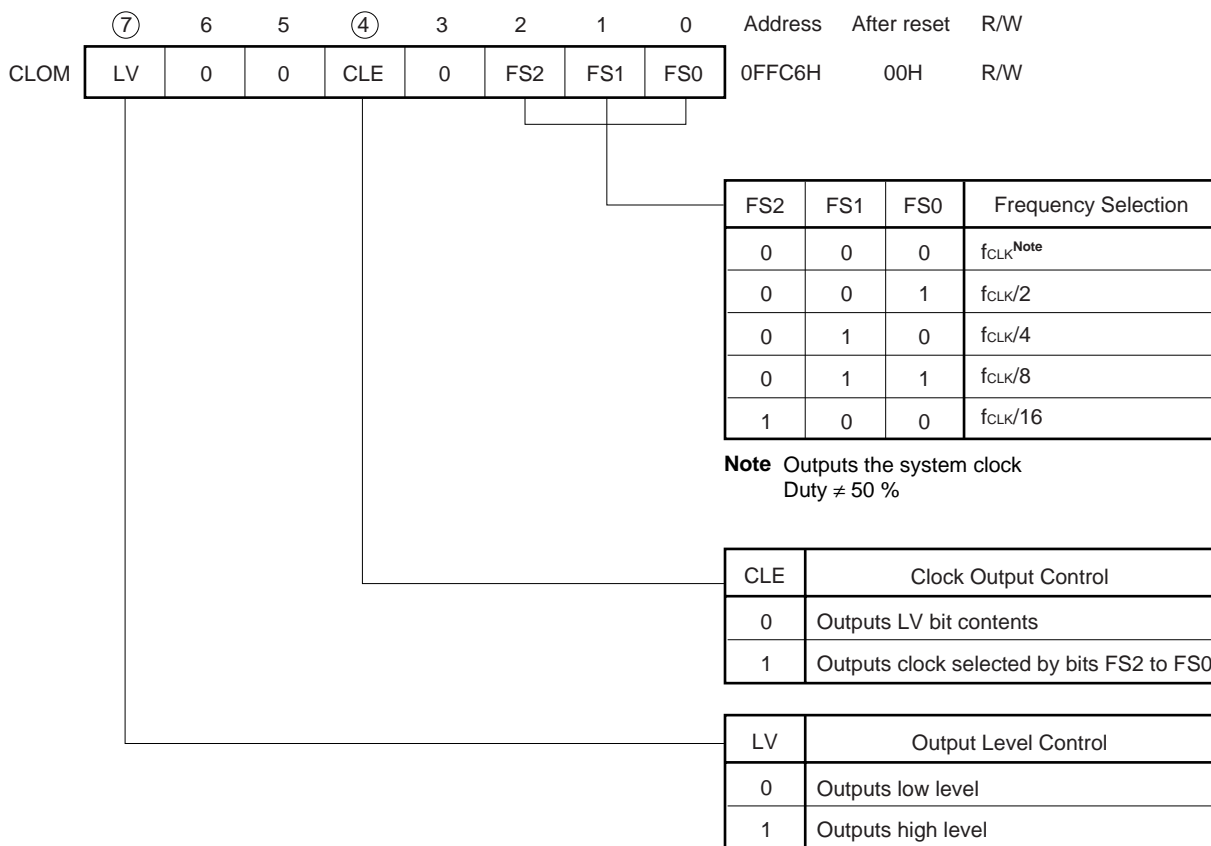 ⑦ 6 5 ④ 3 2 1 0 Address After reset R/W
CLOM LV 0 0 CLE 0 FS2 FS1 FS0 0FFC6H 00H R/W
FS2 FS1 FS0 Frequency Selection
0 0 0 fCLK Note
0 0 1 fCLK/2
0 1 0 fCLK/4
0 1 1 fCLK/8
1 0 0 fCLK/16
Note Outputs the system clock
Duty ≠ 50 %
CLE Clock Output Control
0 Outputs LV bit contents
1 Outputs clock selected by bits FS2 to FS0
LV Output Level Control
0 Outputs low level
1 Outputs high level